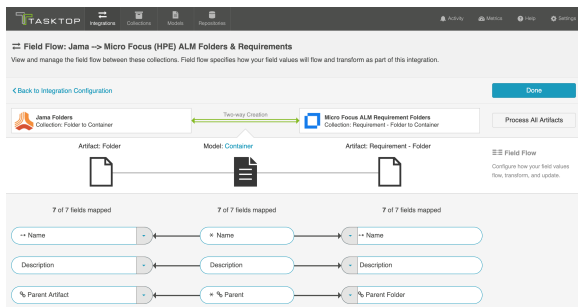 TASKTOP
Integrations
Collections
Models
Repositories
Activity
Metrics
Help
Settings
Field Flow: Jama --> Micro Focus (HPE) ALM Folders & Requirements
View and manage the field flow between these collections. Field flow specifies how your field values will flow and transform as part of this integration.
Back to Integration Configuration
Done
Jama Folders
Collection: Folder to Container
Two-way Creation
Micro Focus ALM Requirement Folders
Collection: Requirement - Folder to Container
Process All Artifacts
Artifact: Folder
Model: Container
Artifact: Requirement - Folder
Field Flow
Configure how your field values
flow, transform, and update.
7 of 7 fields mapped
7 of 7 fields mapped
7 of 7 fields mapped
Name
* Name
Name
Description
Description
Description
Parent Artifact
* Parent
Parent Folder